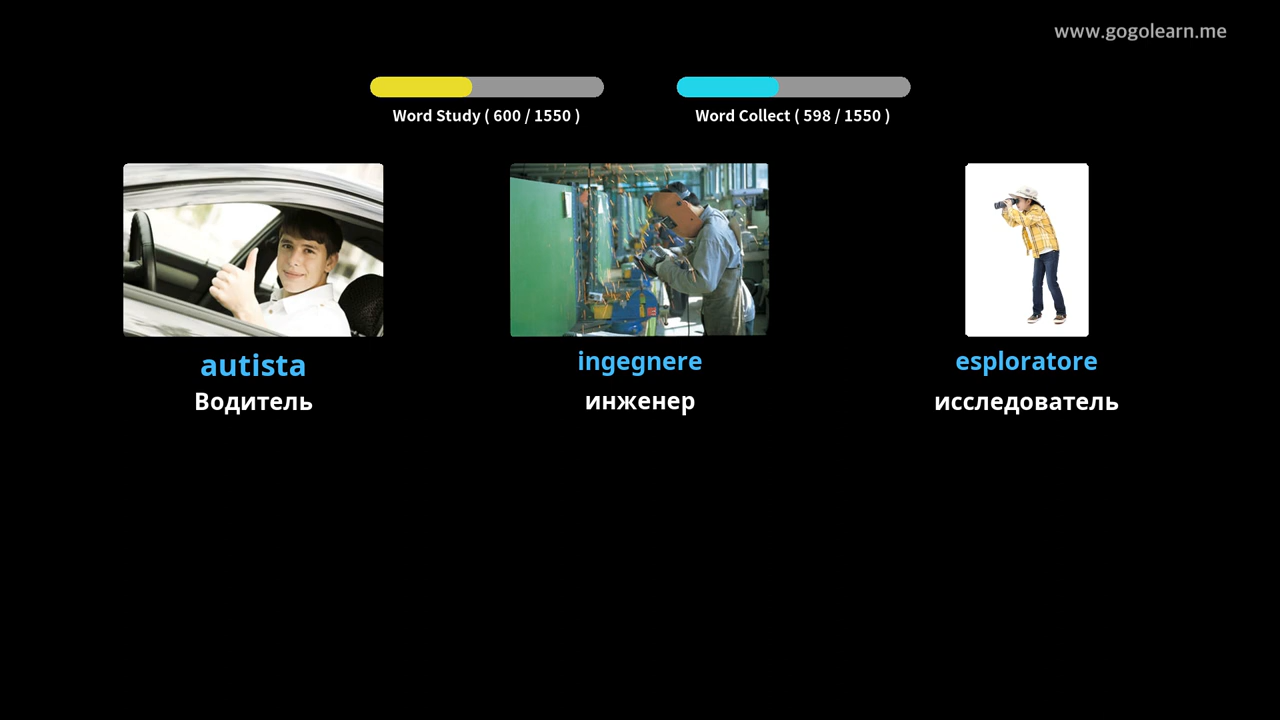 www.gogolearn.me
Word Study ( 600 / 1550 )
Word Collect ( 598 / 1550 )
autista
Водитель
ingegnere
инженер
esploratore
исследователь